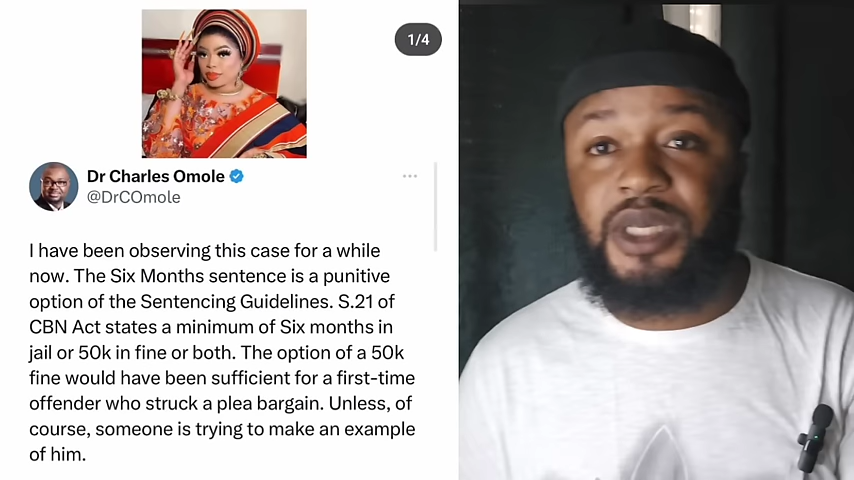 1/4
Dr Charles Omole
@DrCOmole
I have been observing this case for a while
now. The Six Months sentence is a punitive
option of the Sentencing Guidelines. S.21 of
CBN Act states a minimum of Six months in
jail or 50k in fine or both. The option of a 50k
fine would have been sufficient for a first-time
offender who struck a plea bargain. Unless, of
course, someone is trying to make an example
of him.